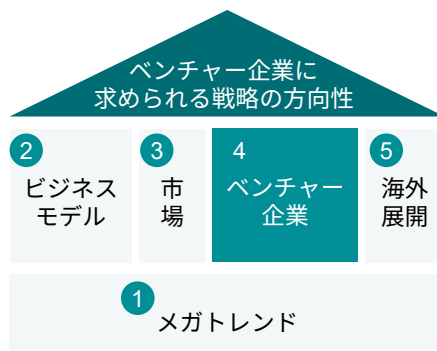 ベンチャー企業に
求められる戦略の方向性
2
ビジネス
モデル
3
市
場
4
ベンチャー
企業
5
海外
展開
1
メガトレンド